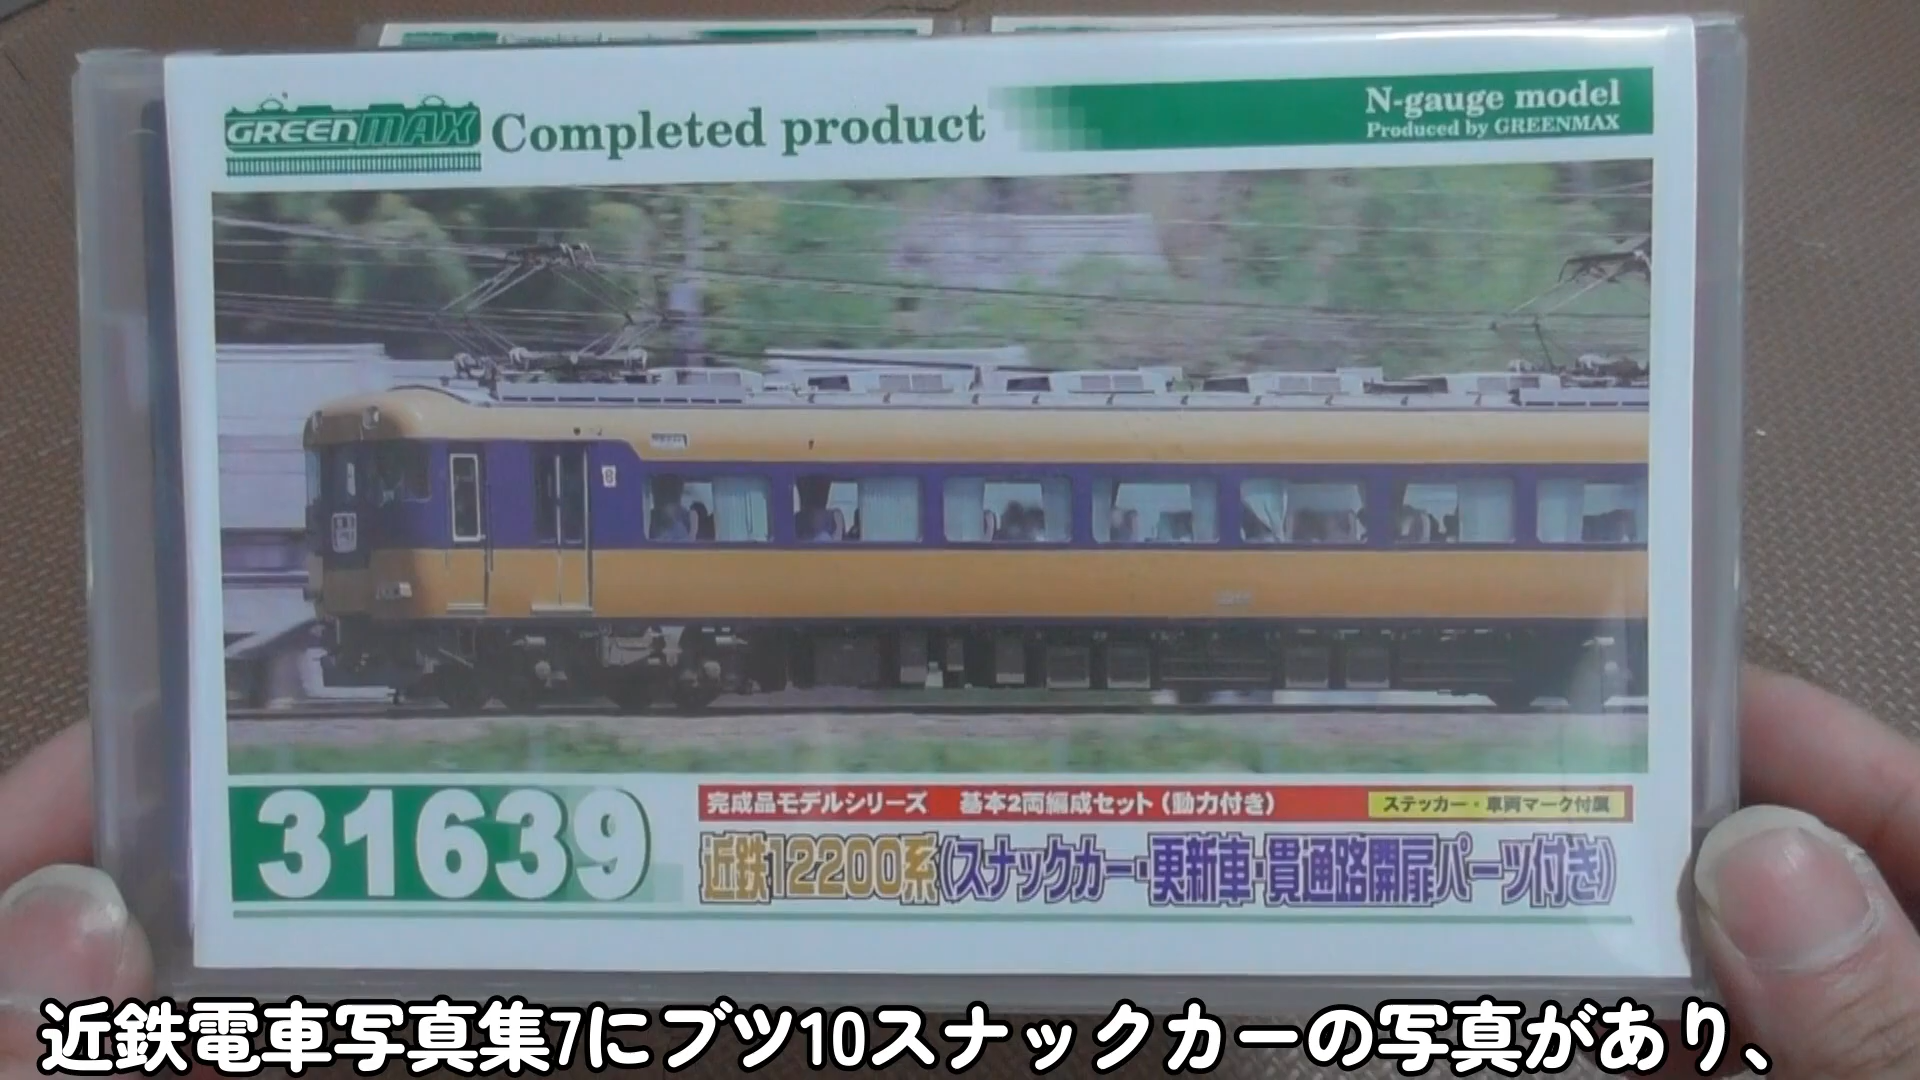 GREENMAX Completed product
N-gauge model
Produced by GREENMAX
8
31639
完成品モデルシリーズ 基本2両編成セット(動力付き)
ステッカー・車両マーク付属
近鉄12200系(スナックカー・更新車・貫通路開扉パーツ付き)
近鉄電車写真集7にブツ10スナックカーの写真があり、